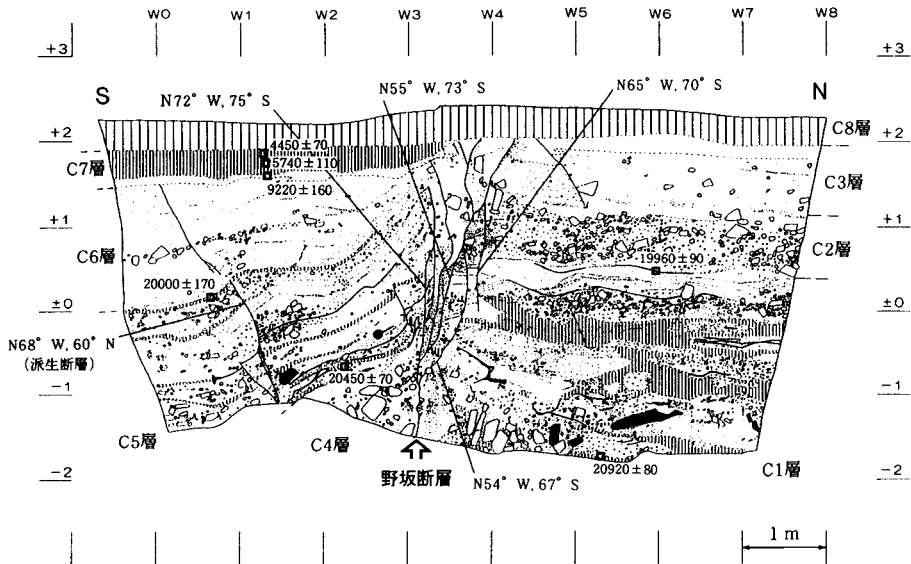 W0 W1 W2 W3 W4 W5 W6 W7 W8
+3 +3
S N55° W, 73° S N65° W, 70° S N
N72° W, 75° S
+2 C8層 +2
4450±70
C7層 5740±110
9220±160 C3層
+1 +1
C6層 19960±90 C2層
20000±170
±0 ±0
N68° W, 60° N
(派生断層)
20450±70
-1 -1
C5層 C4層
野坂断層 20920±80 C1層
-2 N54° W, 67° S -2
1 m